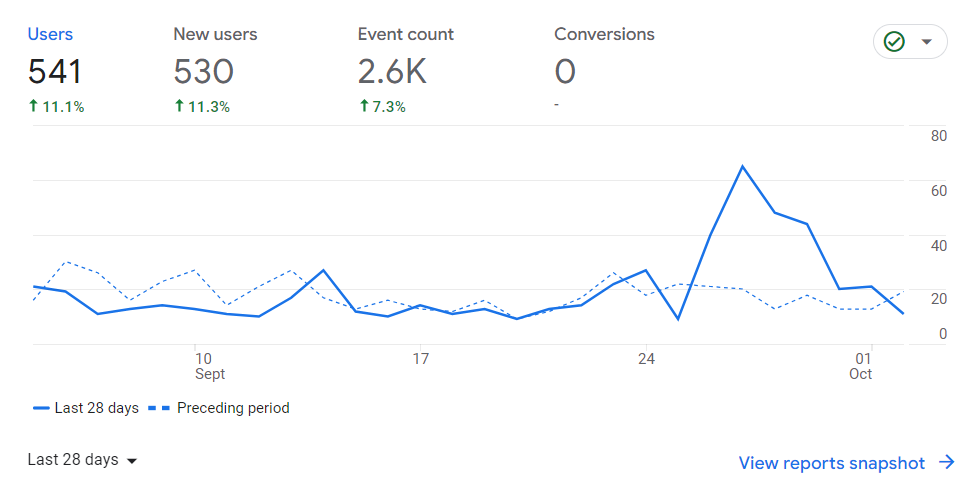 Users New users Event count Conversions
541 530 2.6K 0
11.1% 11.3% 7.3% -
80
60
40
20
0
10 17 24 01
Sept Oct
Last 28 days Preceding period
Last 28 days View reports snapshot